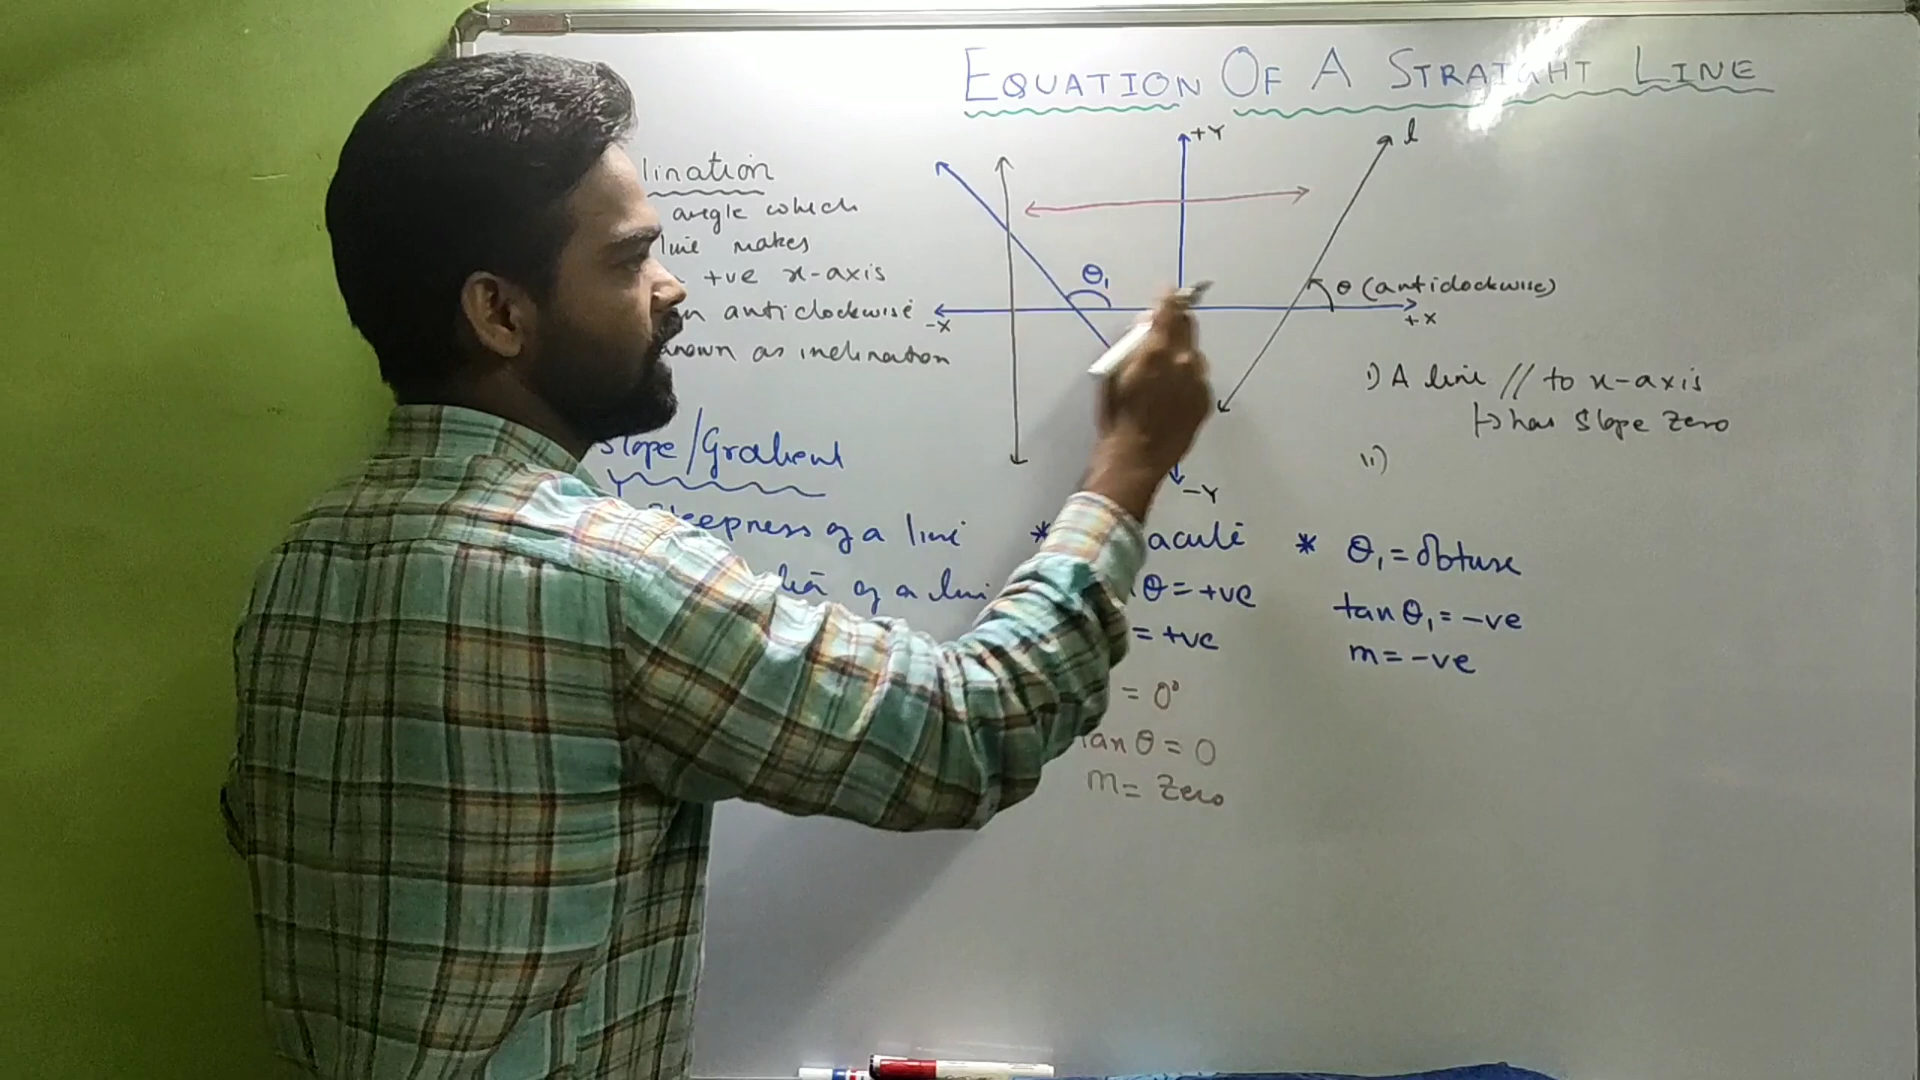 EQUATION OF A STRAIGHT LINE
lination
angle which
line makes
+ve x-axis
n anticlockwise
known as inclination
+Y
l
θ₁
θ (anticlockwise)
-X
+X
-Y
i) A line // to x-axis
↳ has Slope zero
ii)
Slope/Gradient
Steepness of a line
of a line
* acute
θ = +ve
= +ve
* θ₁ = obtuse
tan θ₁ = -ve
m = -ve
= 0°
tan θ = 0
m = Zero